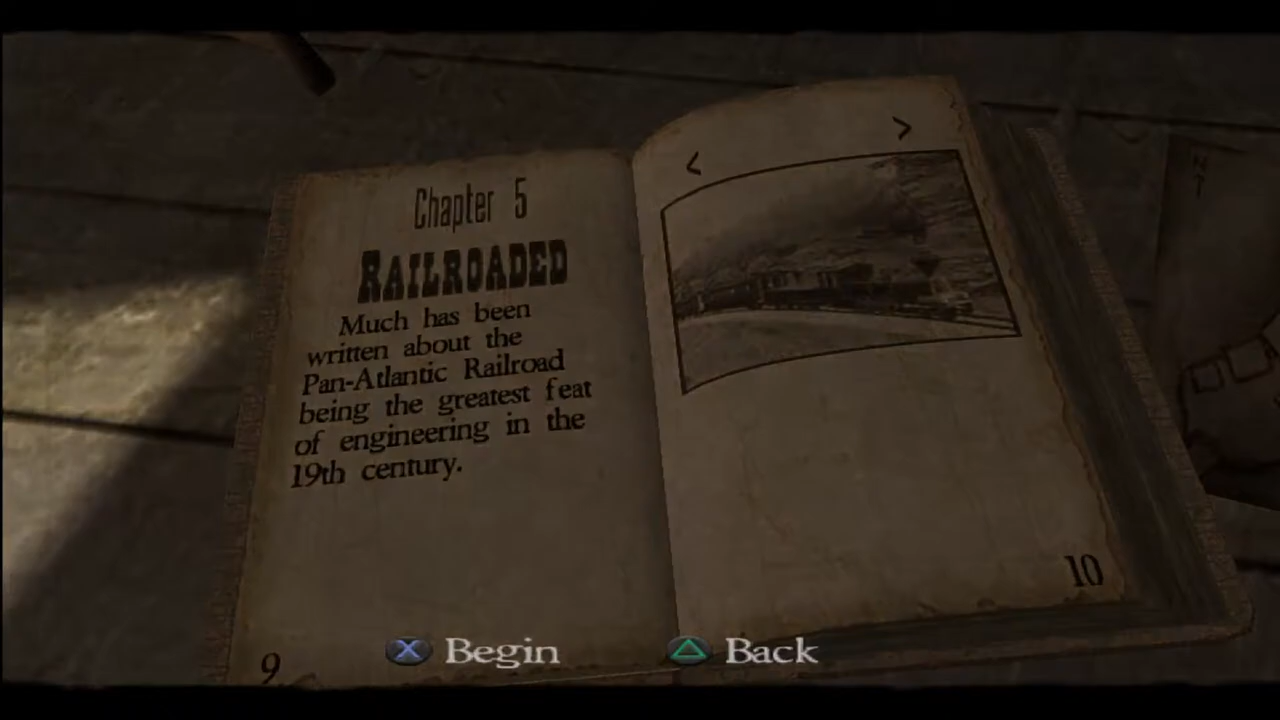 Chapter 5
RAILROADED
Much has been
written about the
Pan-Atlantic Railroad
being the greatest feat
of engineering in the
19th century.
9
< >
10
X Begin
Back